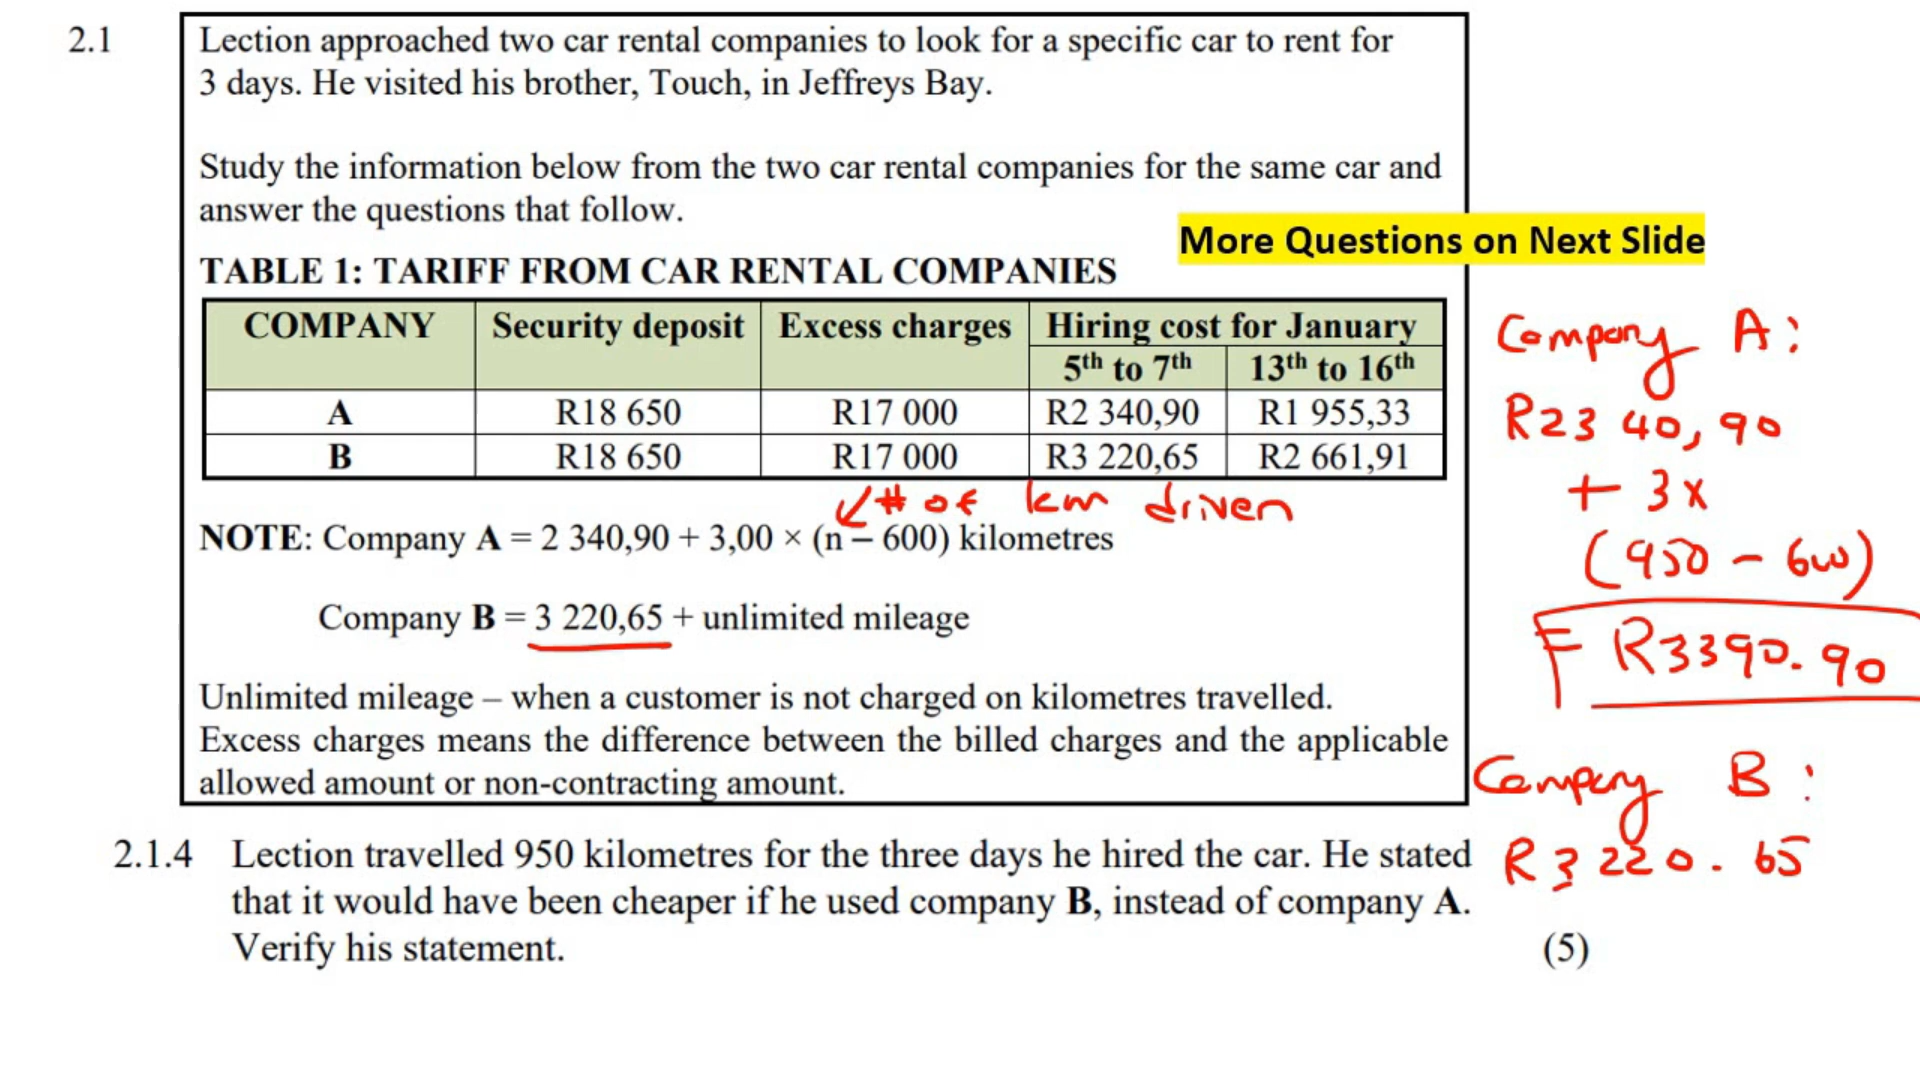 2.1
Lection approached two car rental companies to look for a specific car to rent for
3 days. He visited his brother, Touch, in Jeffreys Bay.
Study the information below from the two car rental companies for the same car and
answer the questions that follow.
More Questions on Next Slide
TABLE 1: TARIFF FROM CAR RENTAL COMPANIES
COMPANY Security deposit Excess charges Hiring cost for January
5th to 7th 13th to 16th
A R18 650 R17 000 R2 340,90 R1 955,33
B R18 650 R17 000 R3 220,65 R2 661,91
# of km driven
NOTE: Company A = 2 340,90 + 3,00 × (n – 600) kilometres
Company B = 3 220,65 + unlimited mileage
Unlimited mileage – when a customer is not charged on kilometres travelled.
Excess charges means the difference between the billed charges and the applicable
allowed amount or non-contracting amount.
Company A:
R2340,90
+ 3x
(950 - 600)
= R3390.90
Company B:
R3220.65
2.1.4 Lection travelled 950 kilometres for the three days he hired the car. He stated
that it would have been cheaper if he used company B, instead of company A.
Verify his statement. (5)